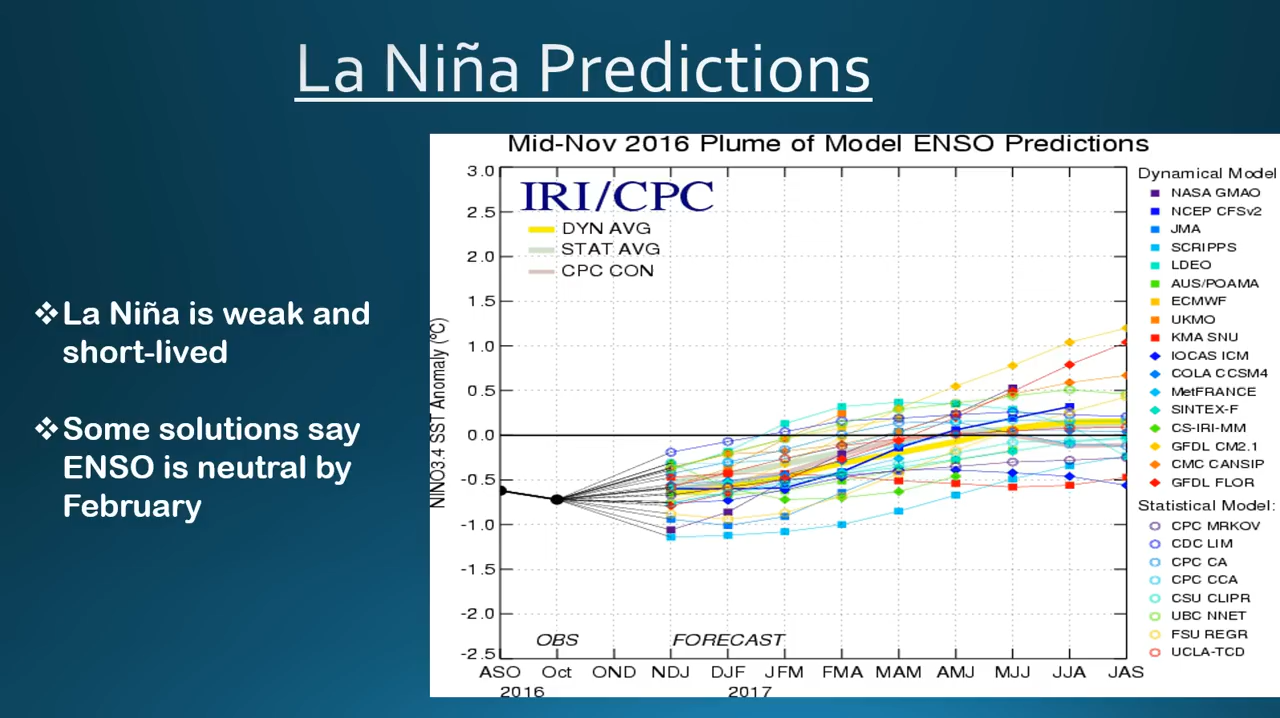 La Niña Predictions
❖La Niña is weak and
short-lived
❖Some solutions say
ENSO is neutral by
February
Mid-Nov 2016 Plume of Model ENSO Predictions
IRI/CPC
DYN AVG
STAT AVG
CPC CON
NINO3.4 SST Anomaly (°C)
3.0
2.5
2.0
1.5
1.0
0.5
0.0
-0.5
-1.0
-1.5
-2.0
-2.5
OBS FORECAST
ASO Oct OND NDJ DJF JFM FMA MAM AMJ MJJ JJA JAS
2016 2017
Dynamical Model
NASA GMAO
NCEP CFSv2
JMA
SCRIPPS
LDEO
AUS/POAMA
ECMWF
UKMO
KMA SNU
IOCAS ICM
COLA CCSM4
MetFRANCE
SINTEX-F
CS-IRI-MM
GFDL CM2.1
CMC CANSIP
GFDL FLOR
Statistical Model:
CPC MRKOV
CDC LIM
CPC CA
CPC CCA
CSU CLIPR
UBC NNET
FSU REGR
UCLA-TCD